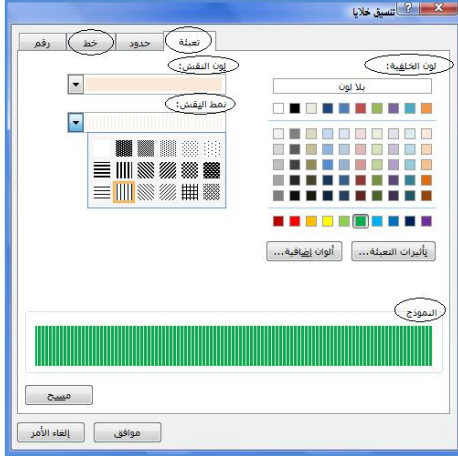 تنسيق خلايا
رقم خط حدود تعبئة
لون الخلفية:
بلا لون
لون النقش:
نمط النقش:
تأثيرات التعبئة...
ألوان إضافية...
النموذج
مسح
موافق
إلغاء الأمر